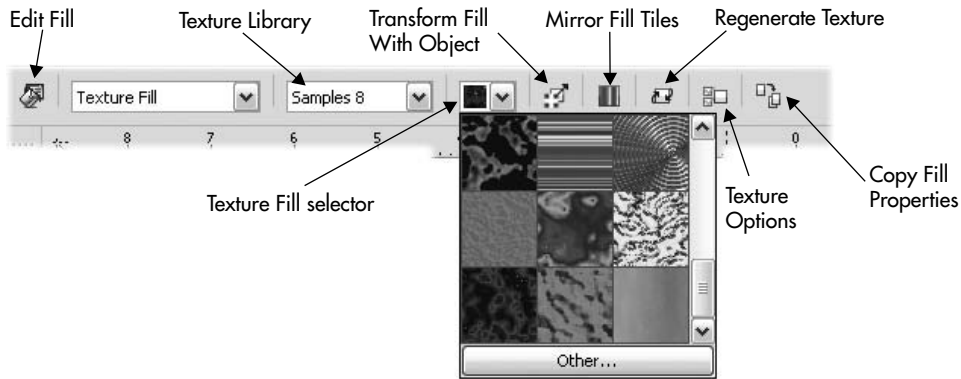 Edit Fill
Texture Library
Transform Fill
With Object
Mirror Fill Tiles
Regenerate Texture
Texture Fill
Samples 8
8
7
6
5
0
Texture Fill selector
Texture
Options
Copy Fill
Properties
Other...